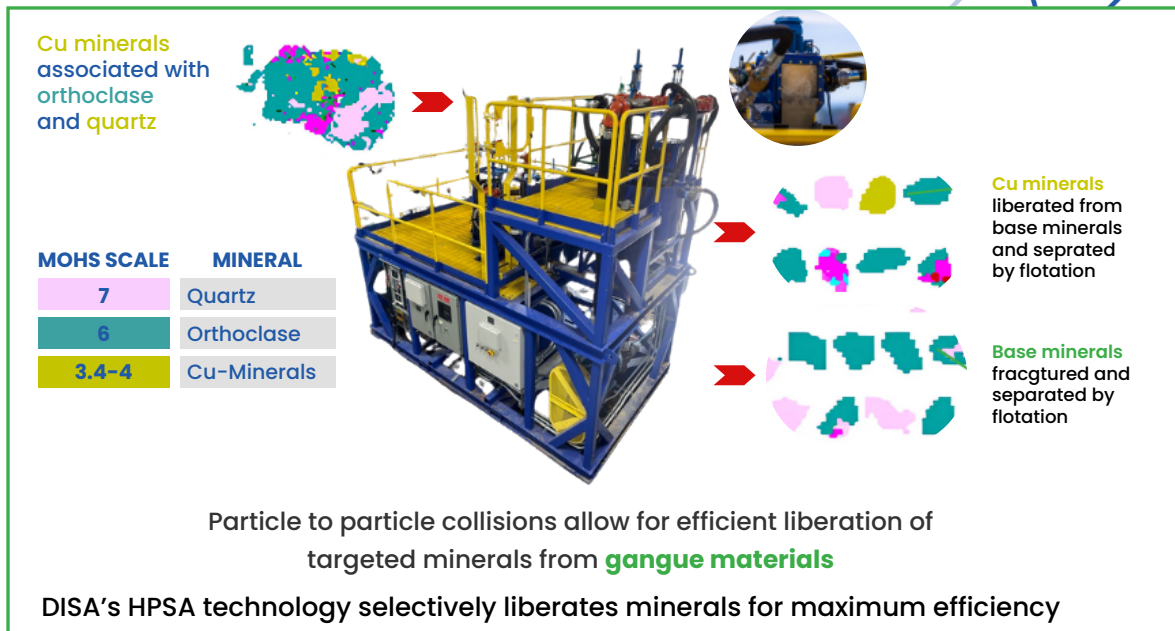 Cu minerals
associated with
orthoclase
and quartz
MOHS SCALE MINERAL
7 Quartz
6 Orthoclase
3.4-4 Cu-Minerals
Cu minerals
liberated from
base minerals
and seprated
by flotation
Base minerals
fracgtured and
separated by
flotation
Particle to particle collisions allow for efficient liberation of
targeted minerals from gangue materials
DISA's HPSA technology selectively liberates minerals for maximum efficiency